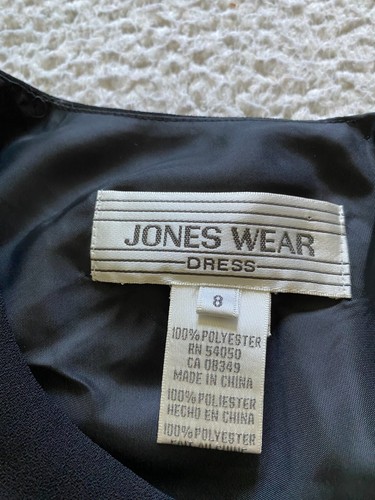 JONES WEAR
DRESS
8
100% POLYESTER
RN 54050
CA 08349
MADE IN CHINA
100% POLYESTER
HECHO EN CHINA
100% POLYESTER